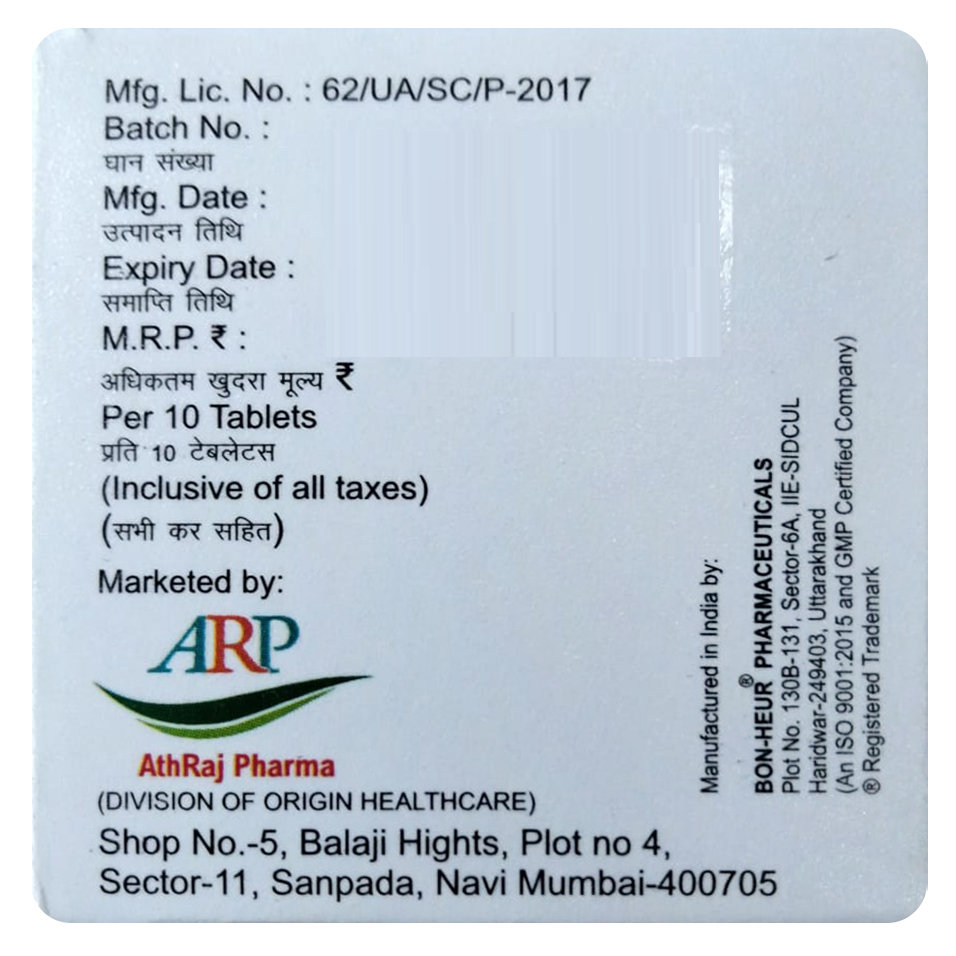 Mfg. Lic. No. : 62/UA/SC/P-2017
Batch No. :
घान संख्या
Mfg. Date :
उत्पादन तिथि
Expiry Date :
समाप्ति तिथि
M.R.P. ₹ :
अधिकतम खुदरा मूल्य ₹
Per 10 Tablets
प्रति 10 टेबलेटस
(Inclusive of all taxes)
(सभी कर सहित)
Marketed by:
ARP
AthRaj Pharma
(DIVISION OF ORIGIN HEALTHCARE)
Shop No.-5, Balaji Hights, Plot no 4,
Sector-11, Sanpada, Navi Mumbai-400705
Manufactured in India by:
BON-HEUR® PHARMACEUTICALS
Plot No. 130B-131, Sector-6A, IIE-SIDCUL
Haridwar-249403, Uttarakhand
(An ISO 9001:2015 and GMP Certified Company)
® Registered Trademark